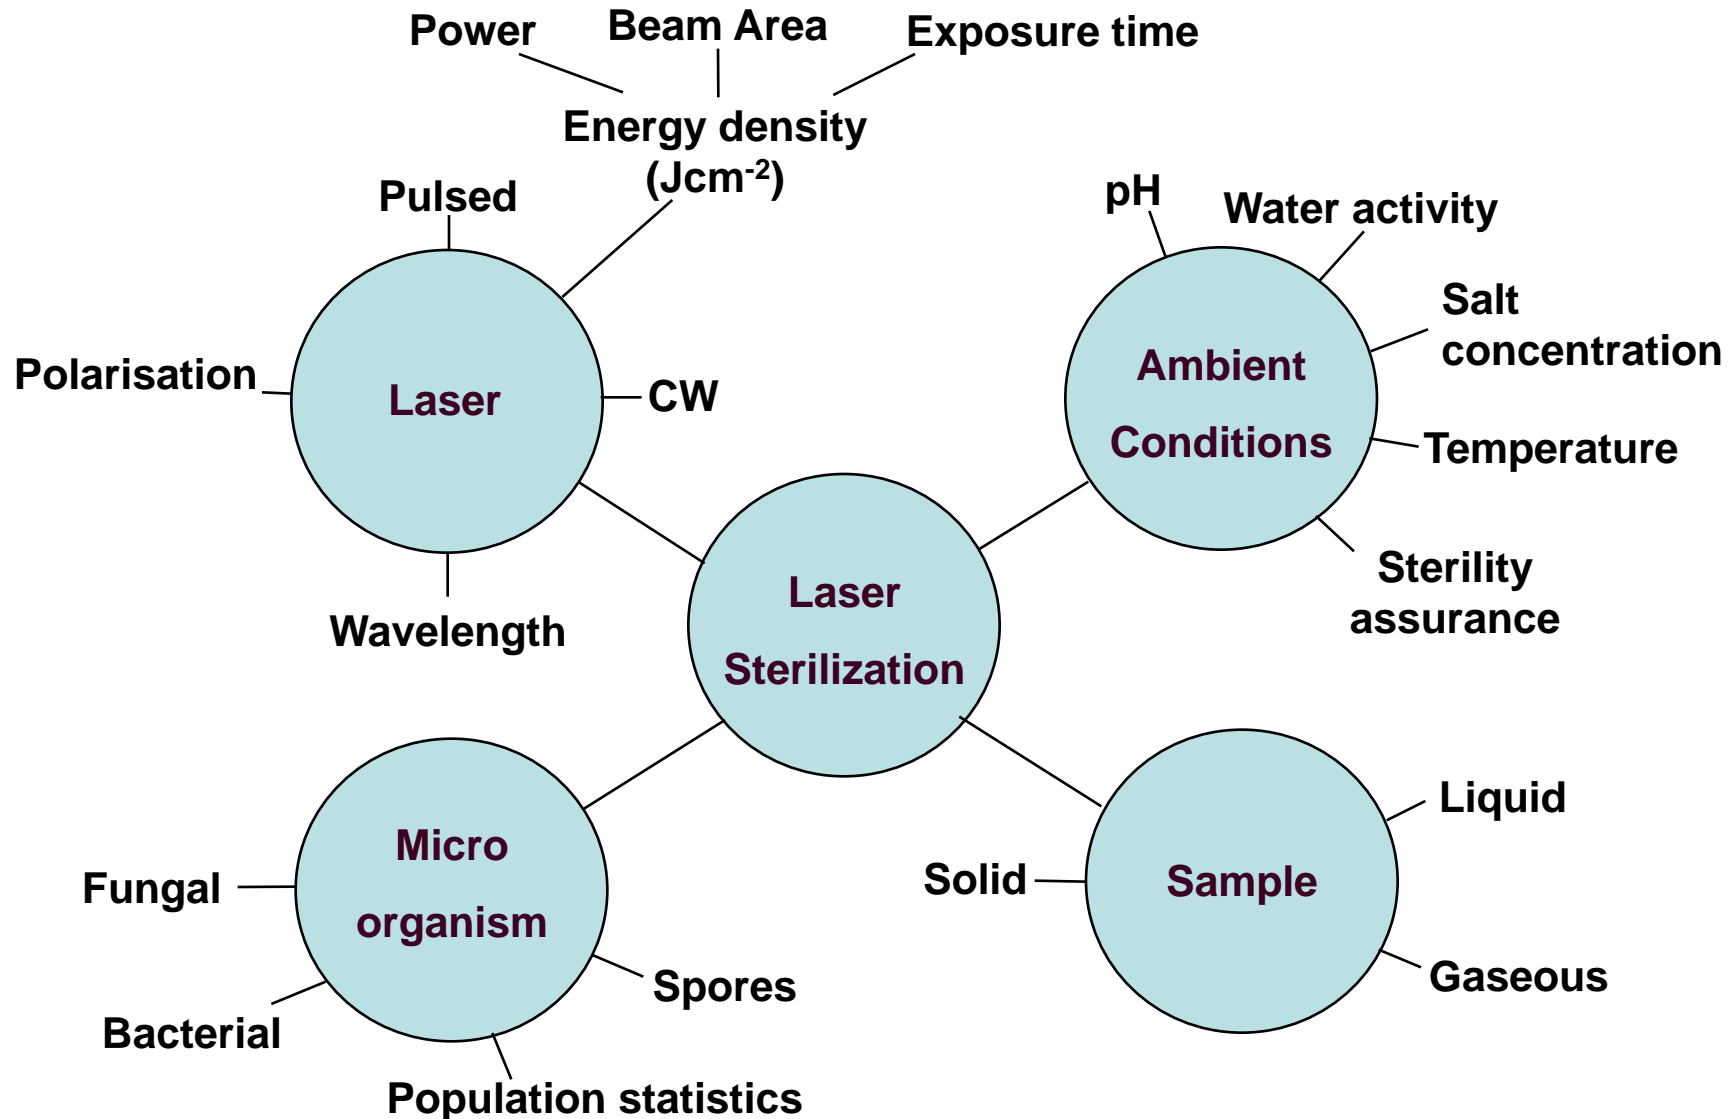 Power
Beam Area
Exposure time
Energy density
(Jcm⁻²)
Pulsed
Polarisation
Laser
CW
Wavelength
pH
Water activity
Salt
concentration
Ambient
Conditions
Temperature
Sterility
assurance
Laser
Sterilization
Micro
organism
Fungal
Bacterial
Spores
Population statistics
Sample
Solid
Liquid
Gaseous